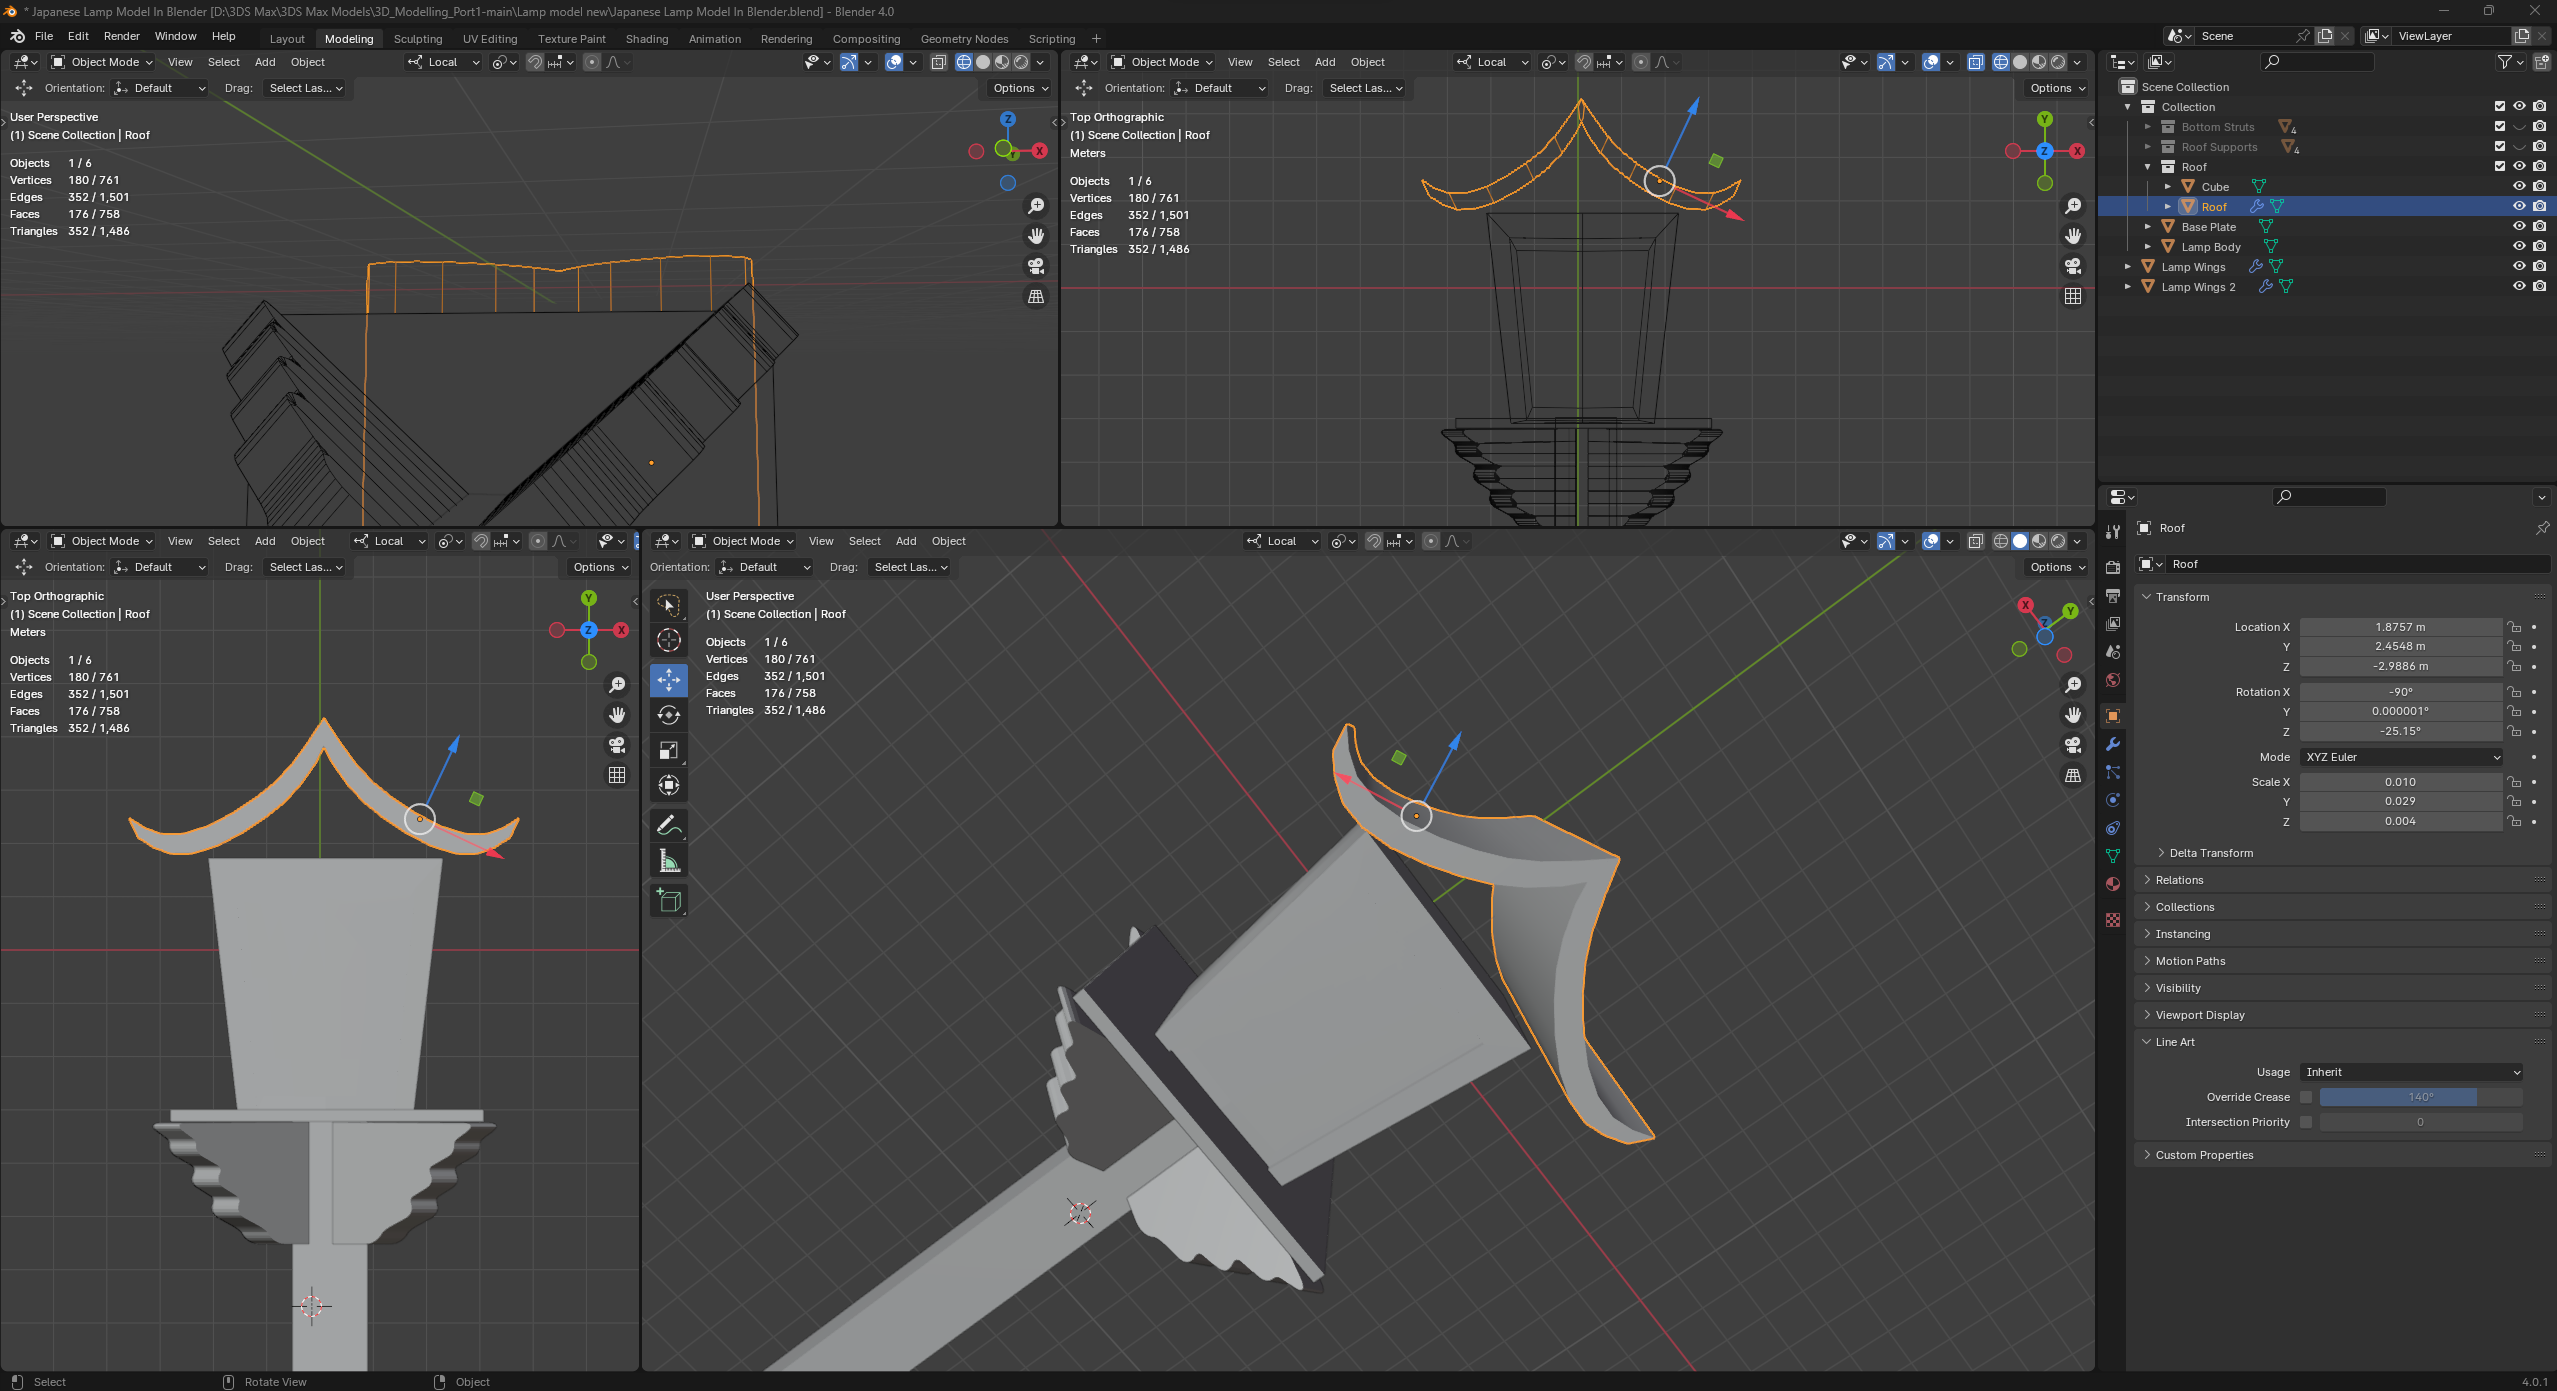 * Japanese Lamp Model In Blender [D:\3DS Max\3DS Max Models\3D_Modelling_Port1-main\Lamp model new\Japanese Lamp Model In Blender.blend] - Blender 4.0
File Edit Render Window Help Layout Modeling Sculpting UV Editing Texture Paint Shading Animation Rendering Compositing Geometry Nodes Scripting + Scene ViewLayer
Object Mode View Select Add Object Local
Orientation: Default Drag: Select Las... Options
User Perspective
(1) Scene Collection | Roof
Objects 1 / 6
Vertices 180 / 761
Edges 352 / 1,501
Faces 176 / 758
Triangles 352 / 1,486
Z
Y
X
Object Mode View Select Add Object Local
Orientation: Default Drag: Select Las... Options
Top Orthographic
(1) Scene Collection | Roof
Meters
Objects 1 / 6
Vertices 180 / 761
Edges 352 / 1,501
Faces 176 / 758
Triangles 352 / 1,486
Y
Z
X
Object Mode View Select Add Object Local
Orientation: Default Drag: Select Las... Options
Top Orthographic
(1) Scene Collection | Roof
Meters
Objects 1 / 6
Vertices 180 / 761
Edges 352 / 1,501
Faces 176 / 758
Triangles 352 / 1,486
Y
Z
X
Object Mode View Select Add Object Local
Orientation: Default Drag: Select Las... Options
User Perspective
(1) Scene Collection | Roof
Objects 1 / 6
Vertices 180 / 761
Edges 352 / 1,501
Faces 176 / 758
Triangles 352 / 1,486
X
Y
Z
Scene Collection
Collection
Bottom Struts 4
Roof Supports 4
Roof
Cube
Roof
Base Plate
Lamp Body
Lamp Wings
Lamp Wings 2
Roof
Roof
Transform
Location X 1.8757 m
Y 2.4548 m
Z -2.9886 m
Rotation X -90°
Y 0.000001°
Z -25.15°
Mode XYZ Euler
Scale X 0.010
Y 0.029
Z 0.004
Delta Transform
Relations
Collections
Instancing
Motion Paths
Visibility
Viewport Display
Line Art
Usage Inherit
Override Crease 140°
Intersection Priority 0
Custom Properties
Select Rotate View Object 4.0.1